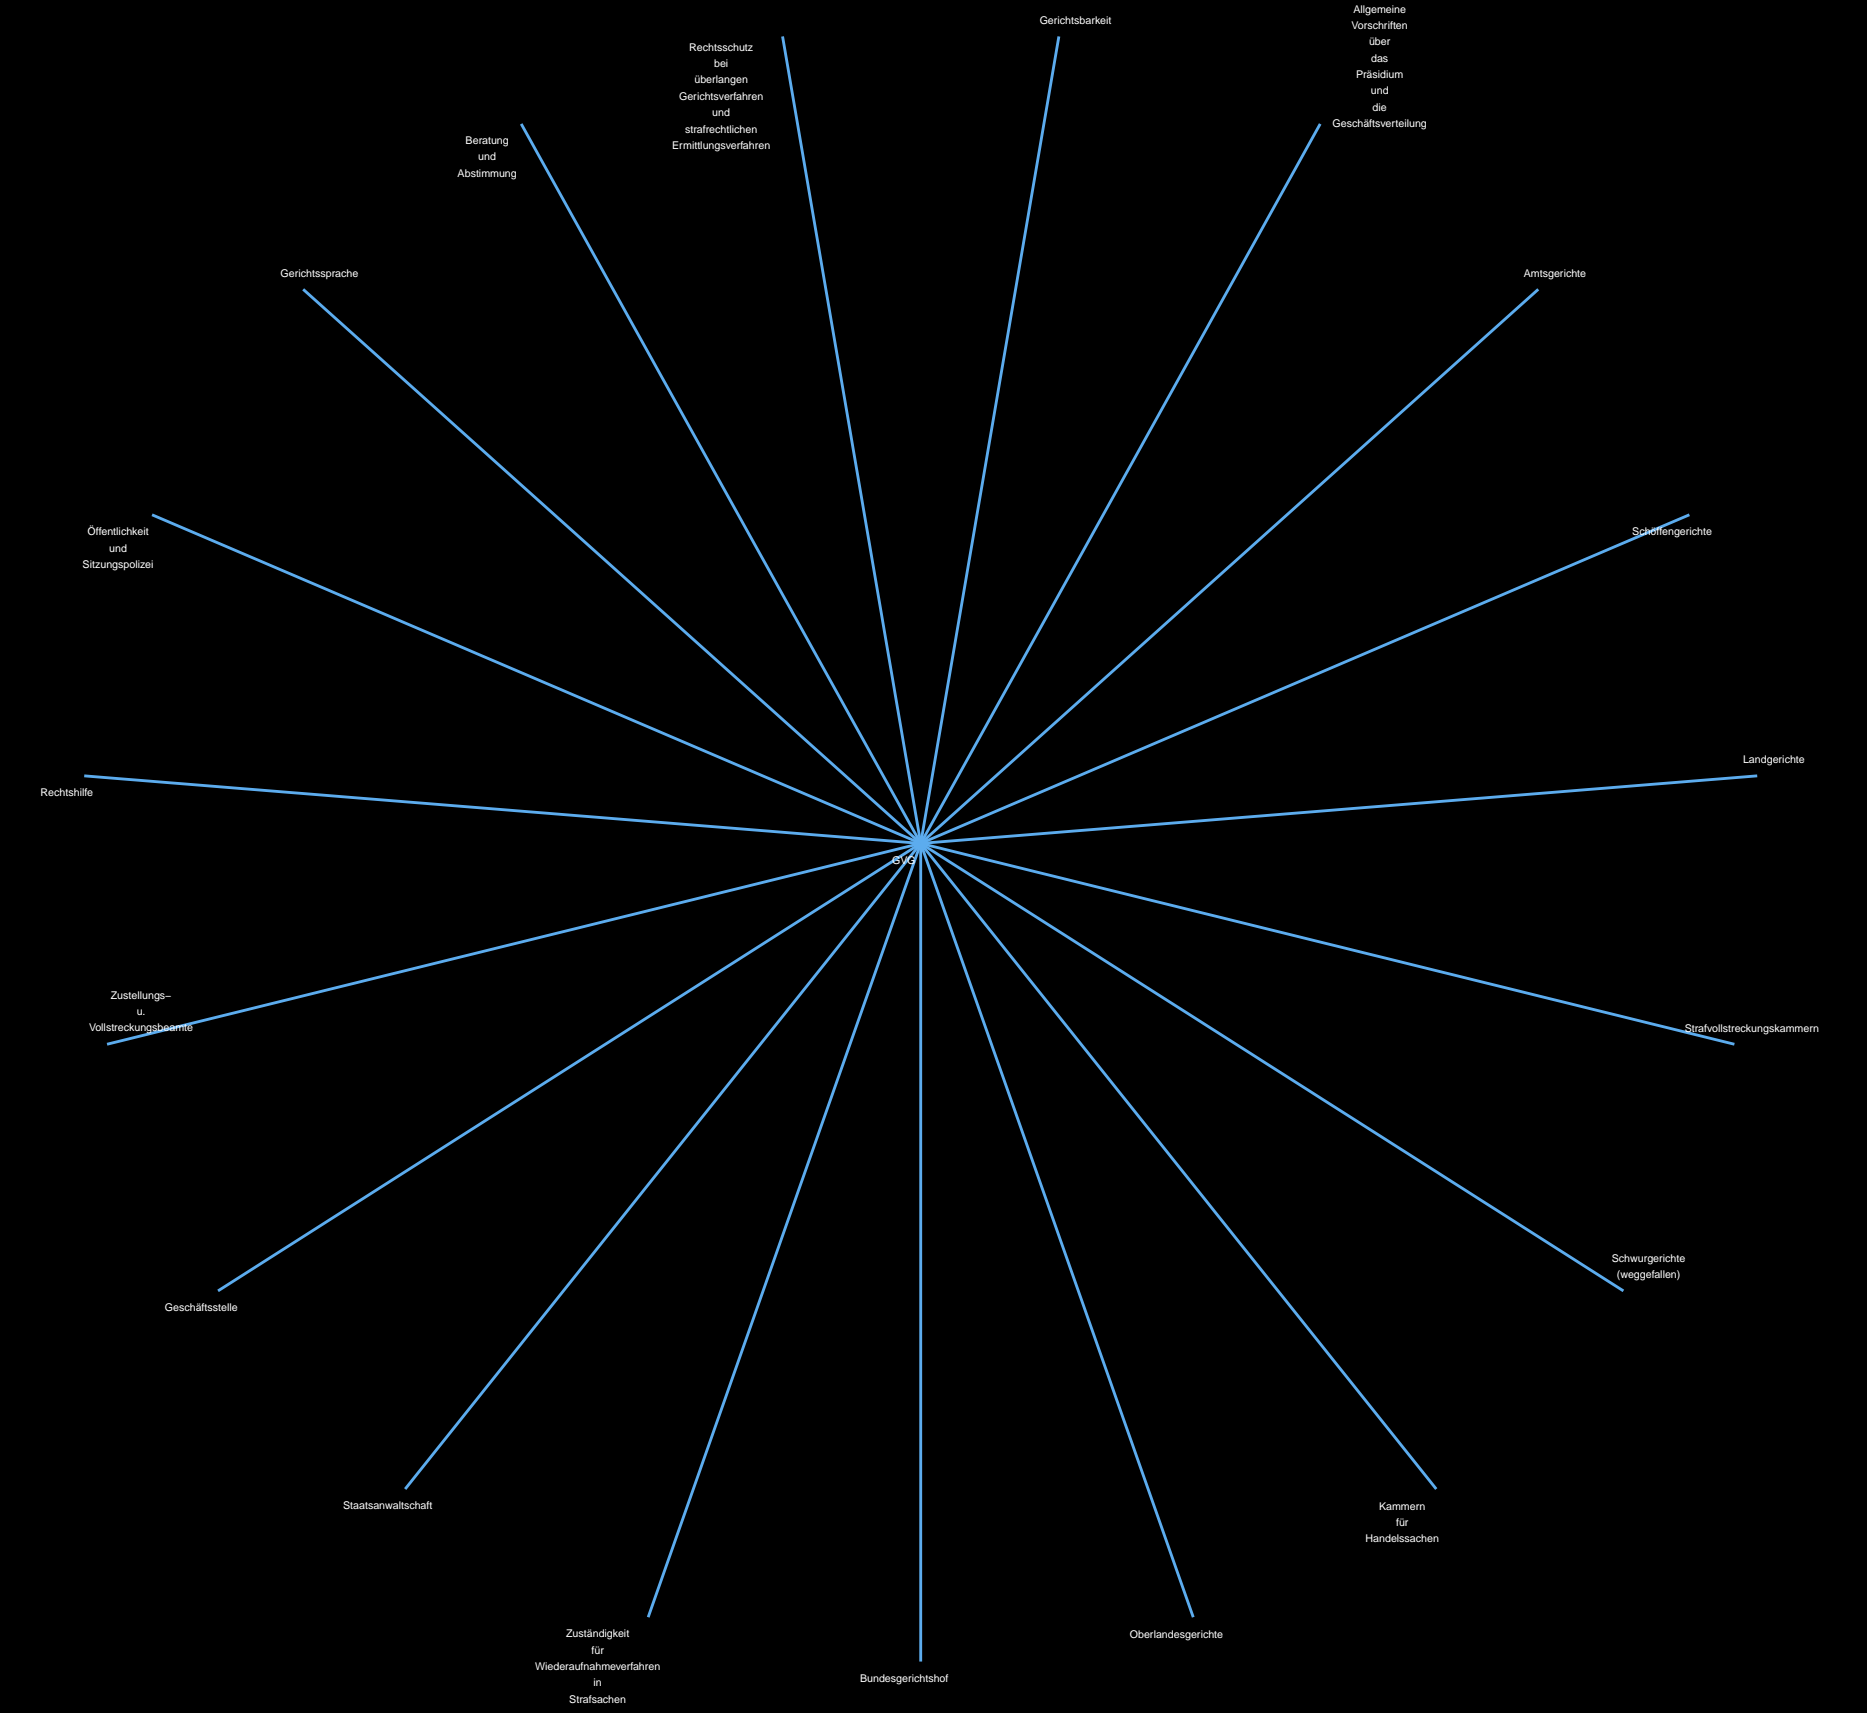 Allgemeine
Vorschriften
über
das
Präsidium
und
die
Geschäftsverteilung
Gerichtsbarkeit
Rechtsschutz
bei
überlangen
Gerichtsverfahren
und
strafrechtlichen
Ermittlungsverfahren
Beratung
und
Abstimmung
Gerichtssprache
Amtsgerichte
Öffentlichkeit
und
Sitzungspolizei
Schöffengerichte
Landgerichte
Rechtshilfe
GVG
Zustellungs–
u.
Vollstreckungsbeamte
Strafvollstreckungskammern
Schwurgerichte
(weggefallen)
Geschäftsstelle
Staatsanwaltschaft
Kammern
für
Handelssachen
Zuständigkeit
für
Wiederaufnahmeverfahren
in
Strafsachen
Oberlandesgerichte
Bundesgerichtshof